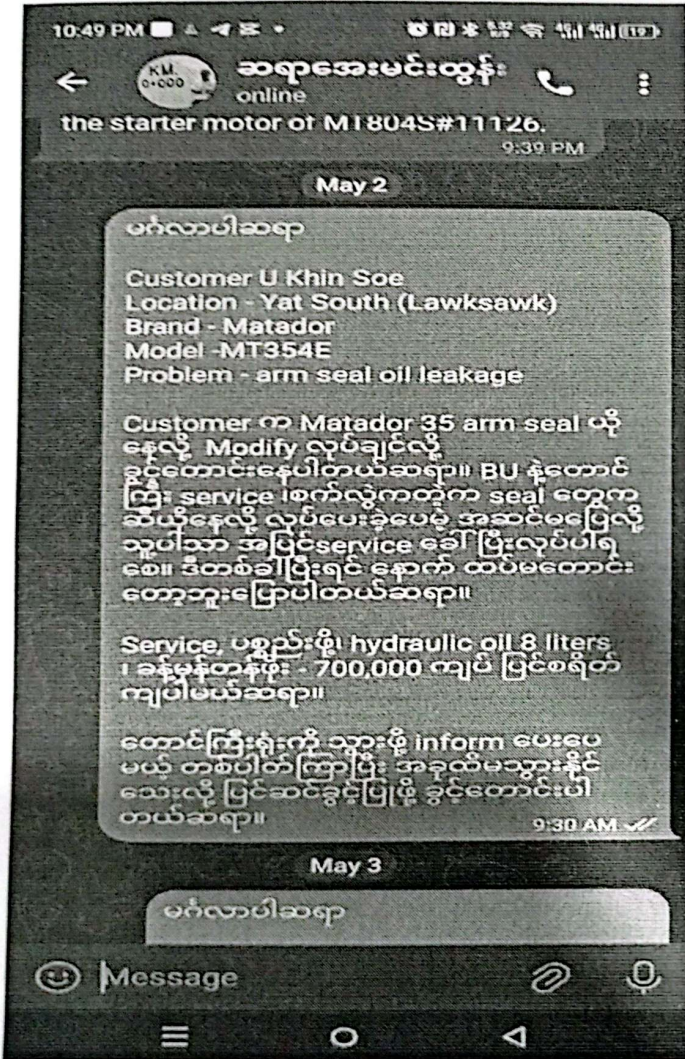 10:49 PM
5.32
4G 4G 19
KM
0+000
ဆရာအေးမင်းထွန်း
online
the starter motor of MT804S#11126.
9:39 PM
May 2
မင်္ဂလာပါဆရာ
Customer U Khin Soe
Location - Yat South (Lawksawk)
Brand - Matador
Model -MT354E
Problem - arm seal oil leakage
Customer က Matador 35 arm seal ယို
နေလို့ Modify လုပ်ချင်လို့
ခွင့်တောင်းနေပါတယ်ဆရာ။ BU နဲ့တောင်
ကြီး service ၊စက်လွဲကတဲ့က seal တွေက
ဆီယိုနေလို့ လုပ်ပေးခဲ့ပေမဲ့ အဆင်မပြေလို့
သူ့ပါသာ အပြင်service ခေါ်ပြီးလုပ်ပါရ
စေ။ ဒီတစ်ခါပြီးရင် နောက် ထပ်မတောင်း
တော့ဘူးပြောပါတယ်ဆရာ။
Service, ပစ္စည်းဖိုး၊ hydraulic oil 8 liters
၊ ခန့်မှန်တန်ဖိုး - 700,000 ကျပ် ပြင်စရိတ်
ကျပါမယ်ဆရာ။
တောင်ကြီးရုံးကို သွားဖို့ inform ပေးပေ
မယ့် တစ်ပါတ်ကြာပြီး အခုထိမသွားနိုင်
သေးလို့ ပြင်ဆင်ခွင့်ပြုဖို့ ခွင့်တောင်းပါ
တယ်ဆရာ။
9:30 AM
May 3
မင်္ဂလာပါဆရာ
Message